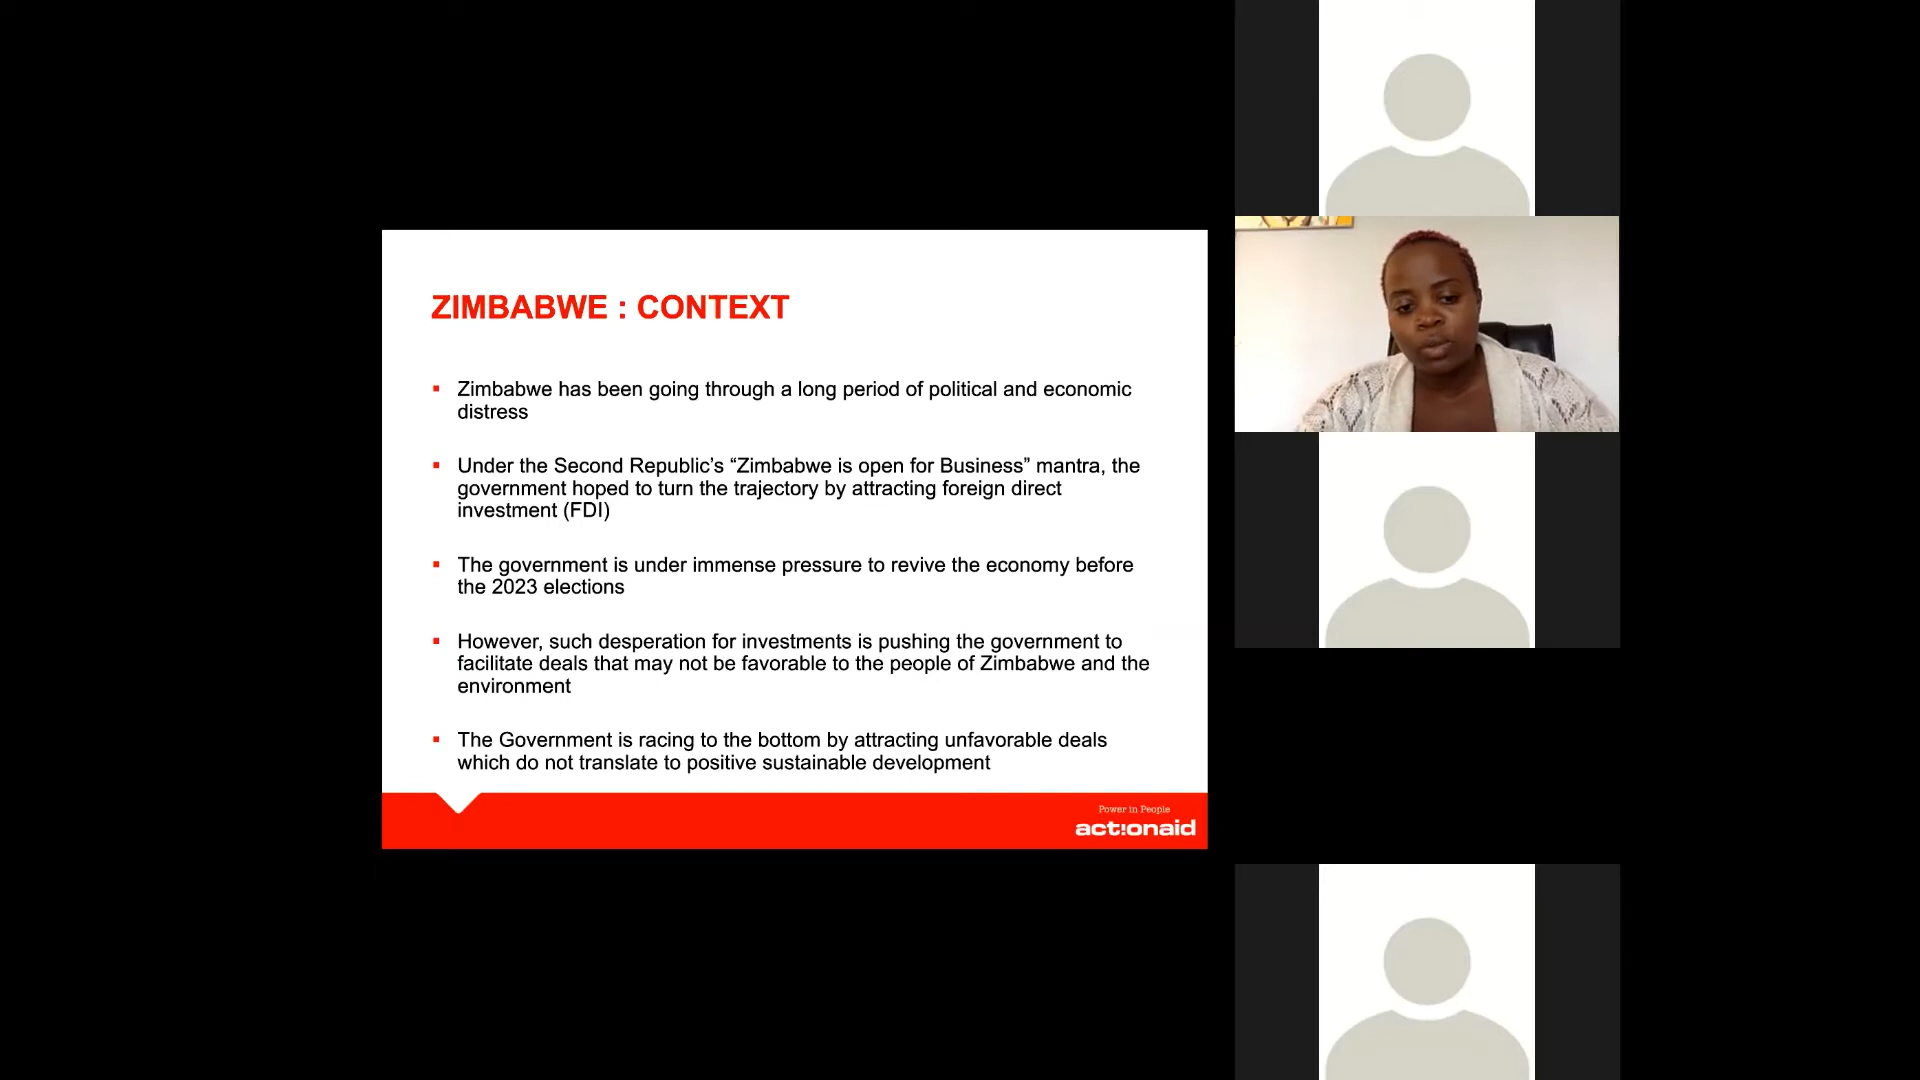 ZIMBABWE : CONTEXT
▪ Zimbabwe has been going through a long period of political and economic
distress
▪ Under the Second Republic’s “Zimbabwe is open for Business” mantra, the
government hoped to turn the trajectory by attracting foreign direct
investment (FDI)
▪ The government is under immense pressure to revive the economy before
the 2023 elections
▪ However, such desperation for investments is pushing the government to
facilitate deals that may not be favorable to the people of Zimbabwe and the
environment
▪ The Government is racing to the bottom by attracting unfavorable deals
which do not translate to positive sustainable development
Power in People
act!onaid